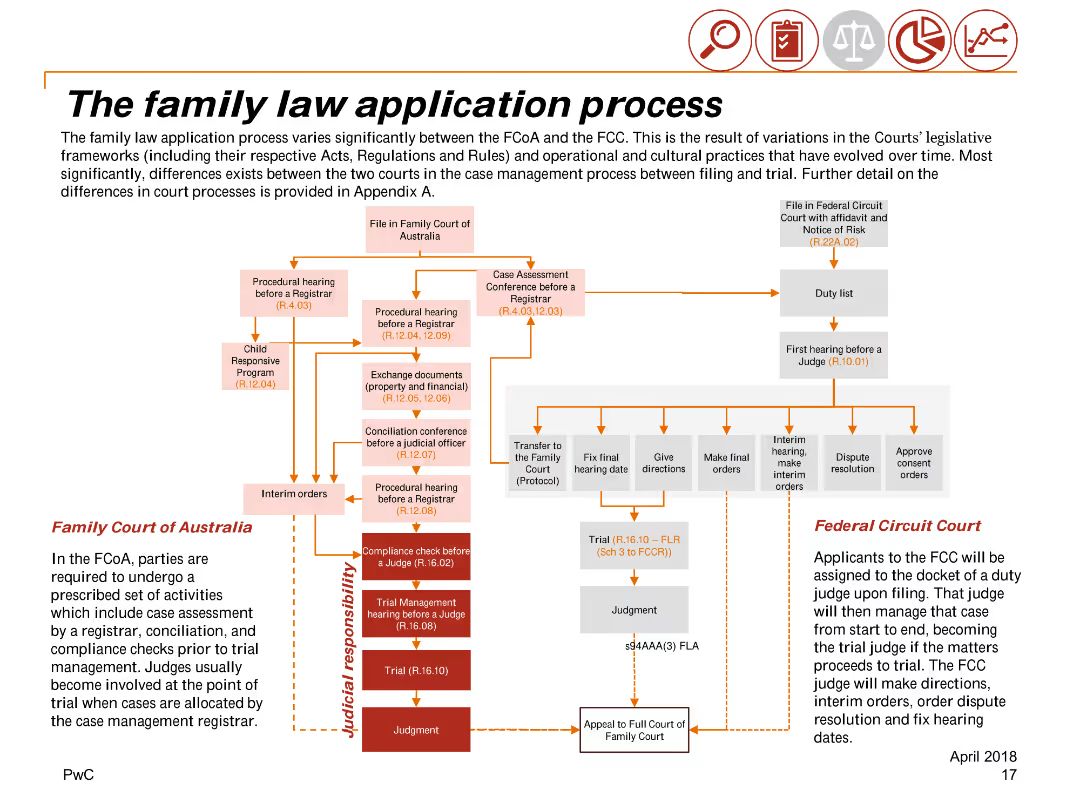 The family law application process
The family law application process varies significantly between the FCoA and the FCC. This is the result of variations in the Courts' legislative
frameworks (including their respective Acts, Regulations and Rules) and operational and cultural practices that have evolved over time. Most
significantly, differences exists between the two courts in the case management process between filing and trial. Further detail on the
differences in court processes is provided in Appendix A.
File in Family Court of
Australia
File in Federal Circuit
Court with affidavit and
Notice of Risk
(R.22A.02)
Procedural hearing
before a Registrar
(R.4.03)
Case Assessment
Conference before a
Registrar
(R.4.03,12.03)
Duty list
Procedural hearing
before a Registrar
(R.12.04, 12.09)
Child
Responsive
Program
(R.12.04)
First hearing before a
Judge (R.10.01)
Exchange documents
(property and financial)
(R.12.05, 12.06)
Conciliation conference
before a judicial officer
(R.12.07)
Transfer to
the Family
Court
(Protocol)
Fix final
hearing date
Give
directions
Make final
orders
Interim
hearing,
make
interim
orders
Dispute
resolution
Approve
consent
orders
Interim orders
Procedural hearing
before a Registrar
(R.12.08)
Family Court of Australia
In the FCoA, parties are
required to undergo a
prescribed set of activities
which include case assessment
by a registrar, conciliation, and
compliance checks prior to trial
management. Judges usually
become involved at the point of
trial when cases are allocated by
the case management registrar.
Judicial responsibility
Compliance check before
a Judge (R.16.02)
Trial Management
hearing before a Judge
(R.16.08)
Trial (R.16.10)
Judgment
Trial (R.16.10 – FLR
(Sch 3 to FCCR))
Judgment
s94AAA(3) FLA
Appeal to Full Court of
Family Court
Federal Circuit Court
Applicants to the FCC will be
assigned to the docket of a duty
judge upon filing. That judge
will then manage that case
from start to end, becoming
the trial judge if the matters
proceeds to trial. The FCC
judge will make directions,
interim orders, order dispute
resolution and fix hearing
dates.
April 2018
PwC
17